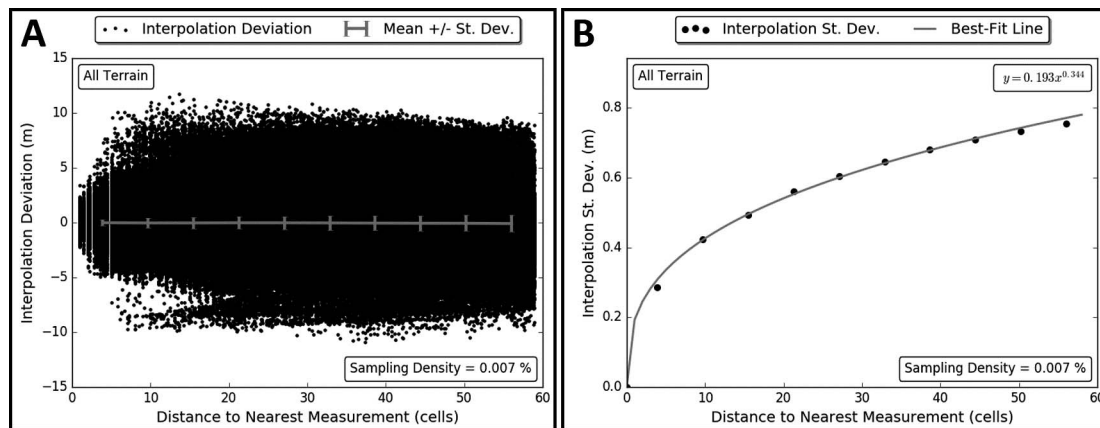 A
Interpolation Deviation
Mean +/- St. Dev.
All Terrain
15
10
5
0
−5
−10
−15
Interpolation Deviation (m)
Sampling Density = 0.007 %
0 10 20 30 40 50 60
Distance to Nearest Measurement (cells)
B
Interpolation St. Dev.
Best-Fit Line
All Terrain
y = 0.193x^0.344
0.8
0.6
0.4
0.2
0.0
Interpolation St. Dev. (m)
Sampling Density = 0.007 %
0 10 20 30 40 50 60
Distance to Nearest Measurement (cells)